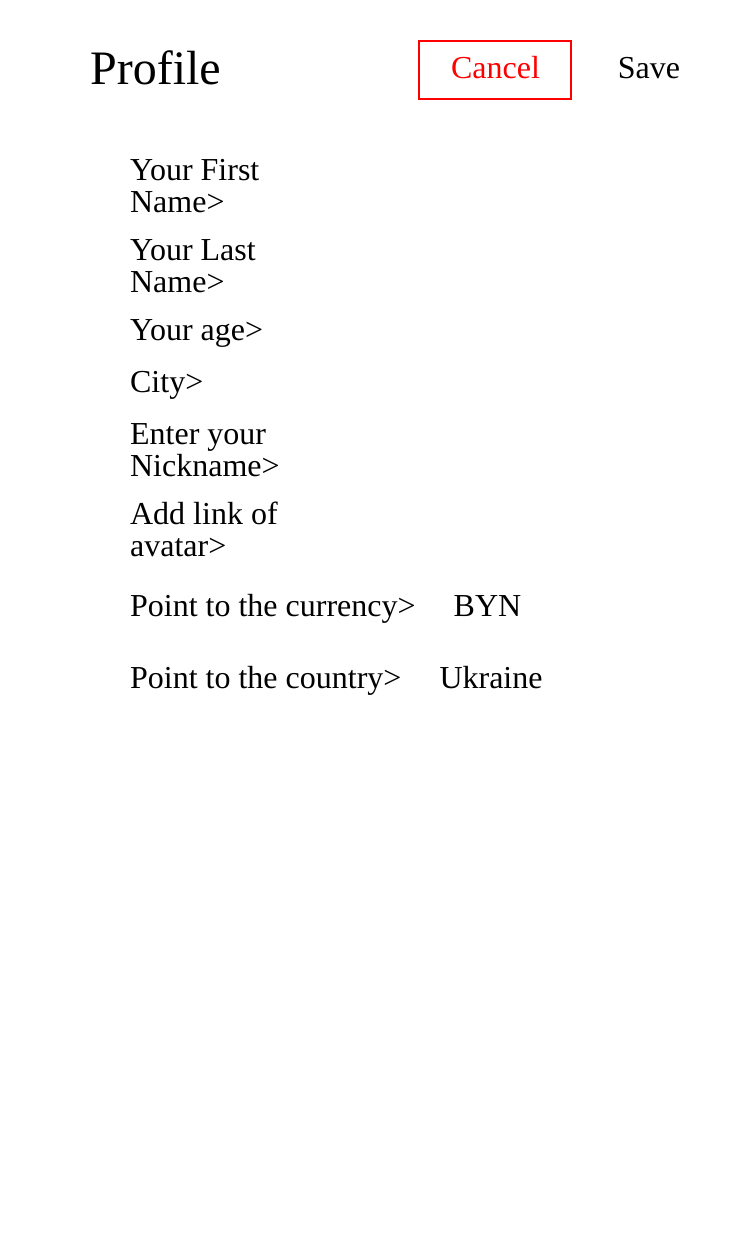 Profile Cancel Save
Your First
Name>
Your Last
Name>
Your age>
City>
Enter your
Nickname>
Add link of
avatar>
Point to the currency> BYN
Point to the country> Ukraine